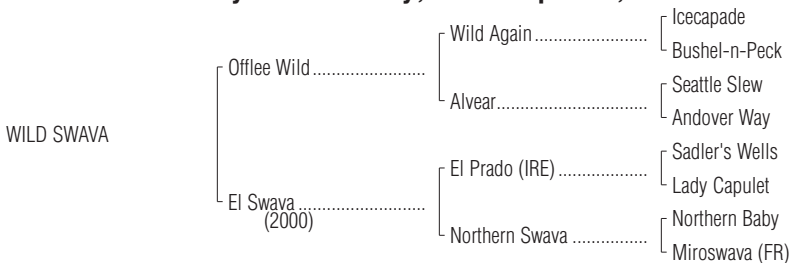 Icecapade
Wild Again
Bushel-n-Peck
Offlee Wild
Seattle Slew
Alvear
Andover Way
WILD SWAVA
Sadler's Wells
El Prado (IRE)
Lady Capulet
El Swava
(2000)
Northern Baby
Northern Swava
Miroswava (FR)